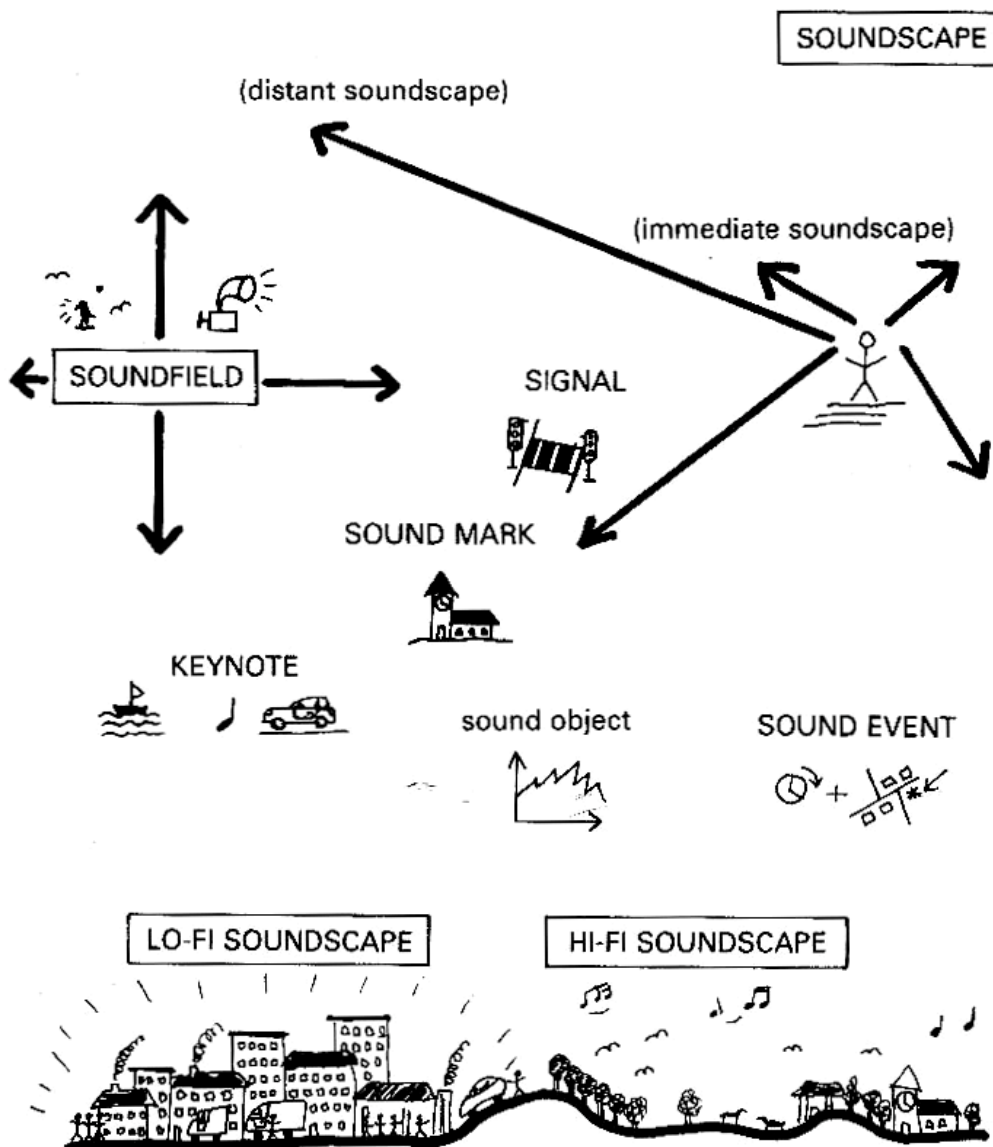 SOUNDSCAPE
(distant soundscape)
(immediate soundscape)
SOUNDFIELD
SIGNAL
SOUND MARK
KEYNOTE
sound object
SOUND EVENT
LO-FI SOUNDSCAPE
HI-FI SOUNDSCAPE